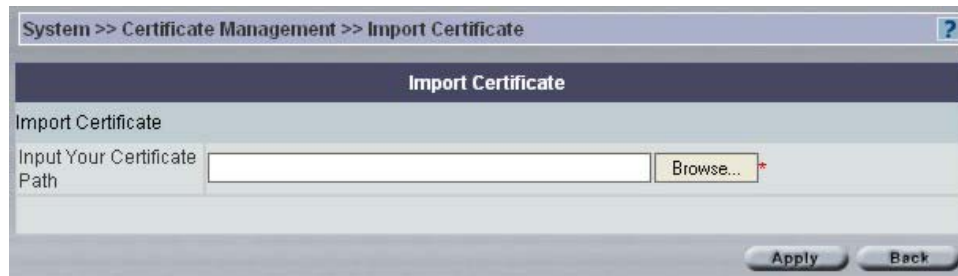 System >> Certificate Management >> Import Certificate ?
Import Certificate
Import Certificate
Input Your Certificate
Path
Browse... *
Apply Back